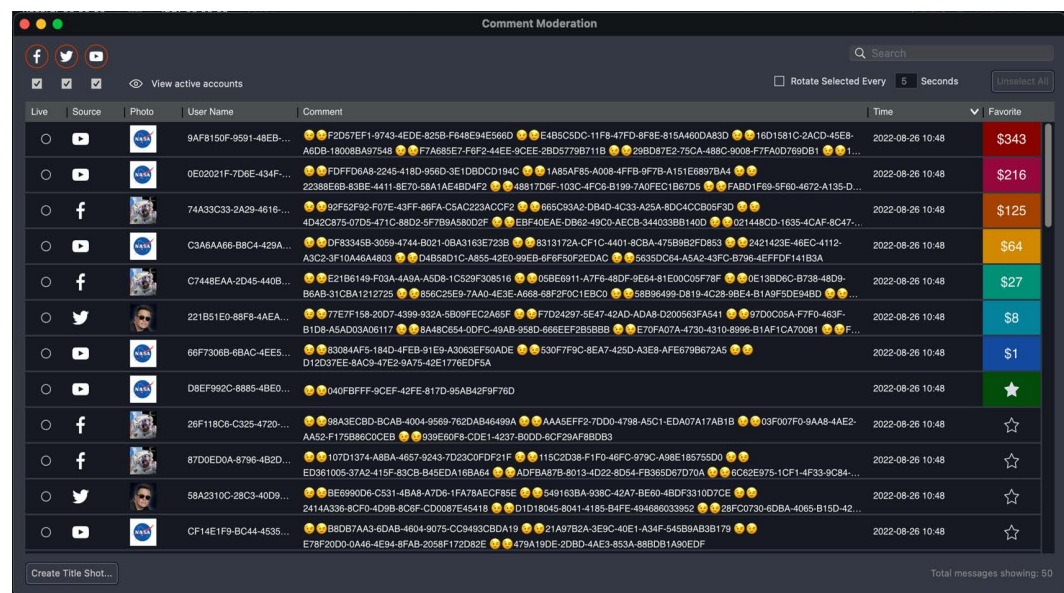 Comment Moderation
Search
View active accounts
Rotate Selected Every 5 Seconds
Unselect All
Live Source Photo User Name Comment Time Favorite
9AF8150F-9591-48EB-... 😉😉F2D57EF1-9743-4EDE-825B-F648E94E566D 😉😉E4B5C5DC-11F8-47FD-8F8E-815A460DA83D 😉😉16D1581C-2ACD-45E8- 2022-08-26 10:48 $343
A6DB-18008BA97548 😉😉F7A685E7-F6F2-44EE-9CEE-2BD5779B711B 😉😉29BD87E2-75CA-488C-9008-F7FA0D769DB1 😉😉1...
0E02021F-7D6E-434F-... 😉😉FDFFD6A8-2245-418D-956D-3E1DBDCD194C 😉😉1A85AF85-A008-4FFB-9F7B-A151E6897BA4 😉😉 2022-08-26 10:48 $216
22388E6B-83BE-4411-8E70-58A1AE4BD4F2 😉😉48817D6F-103C-4FC6-B199-7A0FEC1B67D5 😉😉FABD1F69-5F60-4672-A135-D...
74A33C33-2A29-4616-... 😉😉92F52F92-F07E-43FF-86FA-C5AC223ACCF2 😉😉665C93A2-DB4D-4C33-A25A-8DC4CCB05F3D 😉😉 2022-08-26 10:48 $125
4D42C875-07D5-471C-88D2-5F7B9A580D2F 😉😉EBF40EAE-DB62-49C0-AECB-344033BB140D 😉😉021448CD-1635-4CAF-8C47-...
C3A6AA66-B8C4-429A... 😉😉DF83345B-3059-4744-B021-0BA3163E723B 😉😉8313172A-CF1C-4401-8CBA-475B9B2FD853 😉😉2421423E-46EC-4112- 2022-08-26 10:48 $64
A3C2-3F10A46A4803 😉😉D4B58D1C-A855-42E0-99EB-6F6F50F2EDAC 😉😉5635DC64-A5A2-43FC-B796-4EFFDF141B3A
C7448EAA-2D45-440B... 😉😉E21B6149-F03A-4A9A-A5D8-1C529F308516 😉😉05BE6911-A7F6-48DF-9E64-81E00C05F78F 😉😉0E13BD6C-B738-48D9- 2022-08-26 10:48 $27
B6AB-31CBA1212725 😉😉856C25E9-7AA0-4E3E-A668-68F2F0C1EBC0 😉😉58B96499-D819-4C28-9BE4-B1A9F5DE94BD 😉😉...
221B51E0-88F8-4AEA... 😉😉77E7F158-20D7-4399-932A-5B09FEC2A65F 😉😉F7D24297-5E47-42AD-ADA8-D200563FA541 😉😉97D0C05A-F7F0-463F- 2022-08-26 10:48 $8
B1D8-A5AD03A06117 😉😉8A48C654-0DFC-49AB-958D-666EEF2B5BBB 😉😉E70FA07A-4730-4310-8996-B1AF1CA70081 😉😉F...
66F7306B-6BAC-4EE5... 😉😉83084AF5-184D-4FEB-91E9-A3063EF50ADE 😉😉530F7F9C-8EA7-425D-A3E8-AFE679B672A5 😉😉 2022-08-26 10:48 $1
D12D37EE-8AC9-47E2-9A75-42E1776EDF5A
D8EF992C-8885-4BE0... 😉😉040FBFFF-9CEF-42FE-817D-95AB42F9F76D 2022-08-26 10:48
26F118C6-C325-4720-... 😉😉98A3ECBD-BCAB-4004-9569-762DAB46499A 😉😉AAA5EFF2-7DD0-4798-A5C1-EDA07A17AB1B 😉😉03F007F0-9AA8-4AE2- 2022-08-26 10:48
AA52-F175B86C0CEB 😉😉939E60F8-CDE1-4237-B0DD-6CF29AF8BDB3
87D0ED0A-8796-4B2D... 😉😉107D1374-A8BA-4657-9243-7D23C0FDF21F 😉😉115C2D38-F1F0-46FC-979C-A98E185755D0 😉😉 2022-08-26 10:48
ED361005-37A2-415F-83CB-B45EDA16BA64 😉😉ADFBA87B-8013-4D22-8D54-FB365D67D70A 😉😉6C62E975-1CF1-4F33-9C84-...
58A2310C-28C3-40D9... 😉😉BE6990D6-C531-4BA8-A7D6-1FA78AECF85E 😉😉549163BA-938C-42A7-BE60-4BDF3310D7CE 😉😉 2022-08-26 10:48
2414A336-8CF0-4D9B-8C6F-CD0087E45418 😉😉D1D18045-8041-4185-B4FE-494686033952 😉😉28FC0730-6DBA-4065-B15D-42...
CF14E1F9-BC44-4535... 😉😉B8DB7AA3-6DAB-4604-9075-CC9493CBDA19 😉😉21A97B2A-3E9C-40E1-A34F-545B9AB3B179 😉😉 2022-08-26 10:48
E78F20D0-0A46-4E94-8FAB-2058F172D82E 😉😉479A19DE-2DBD-4AE3-853A-88BDB1A90EDF
Create Title Shot...
Total messages showing: 50